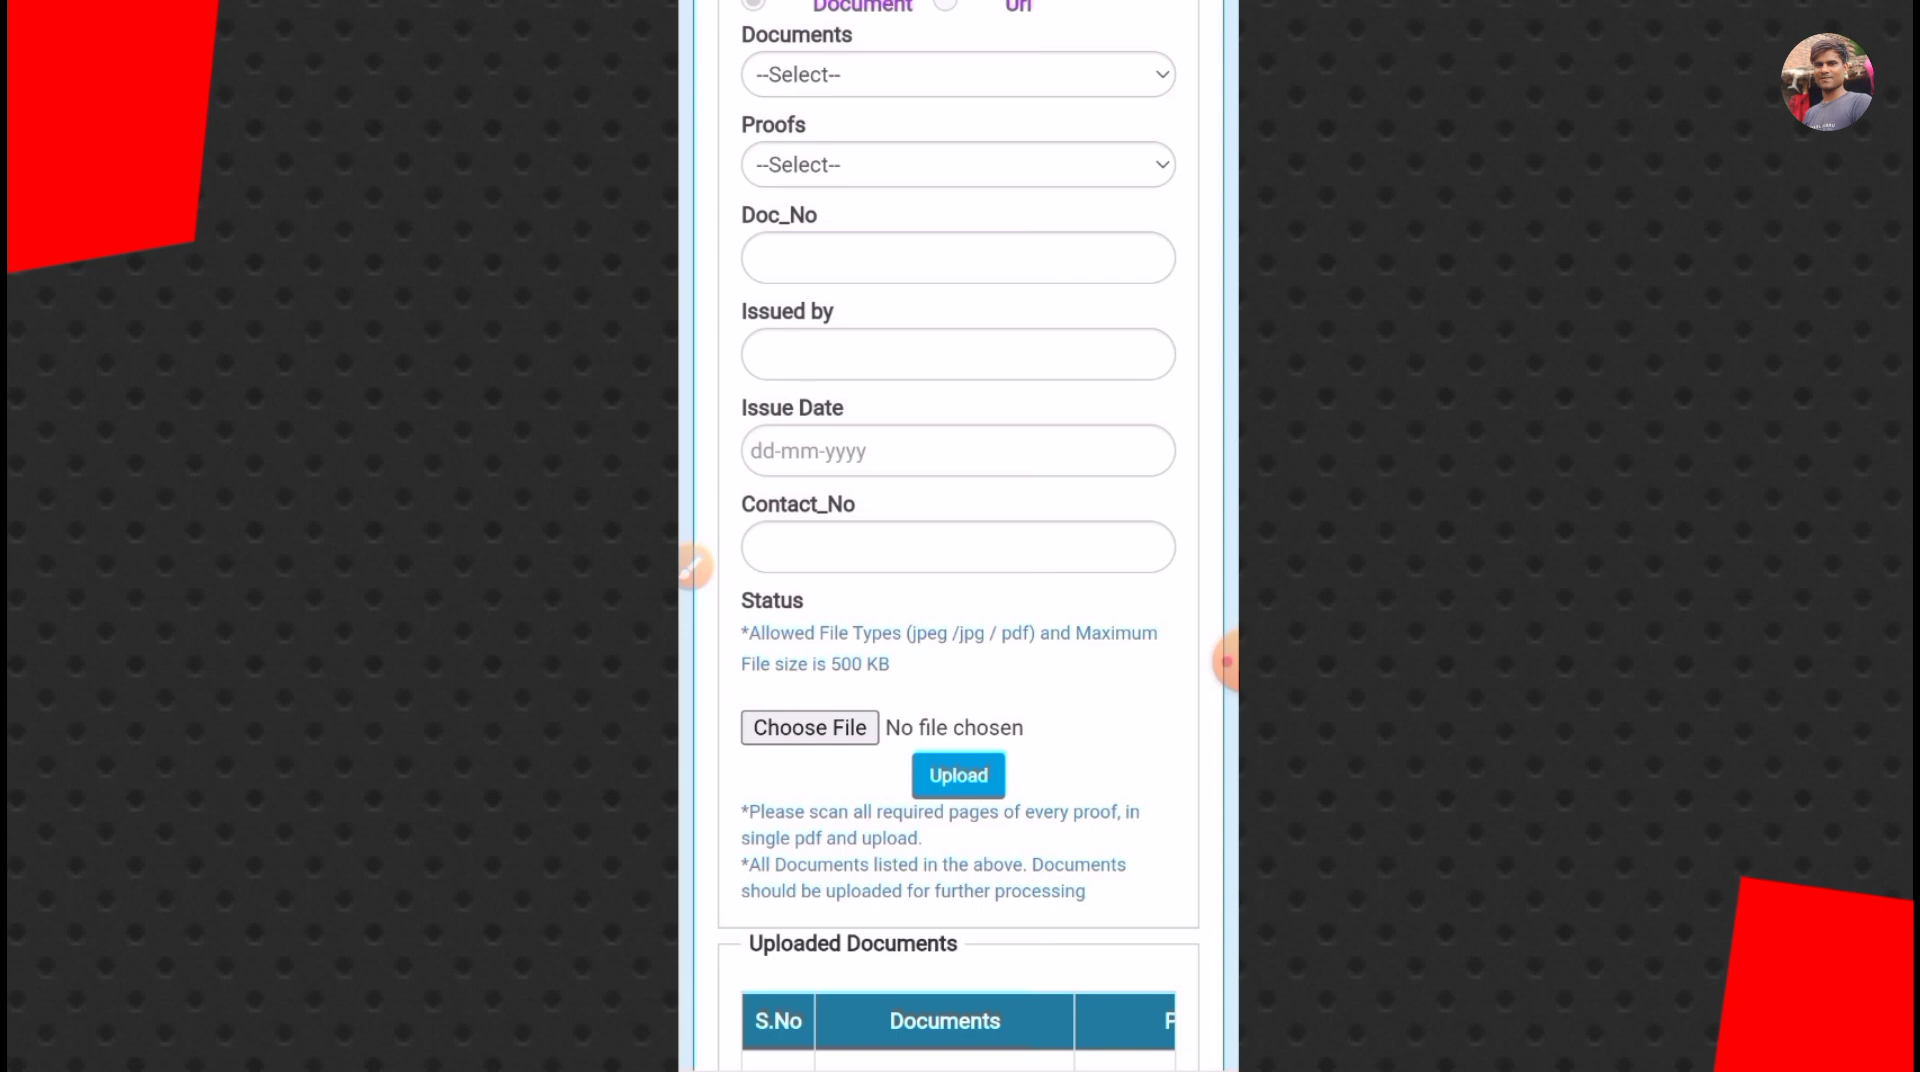 Document Url
Documents
--Select--
Proofs
--Select--
Doc_No
Issued by
Issue Date
dd-mm-yyyy
Contact_No
Status
*Allowed File Types (jpeg /jpg / pdf) and Maximum
File size is 500 KB
Choose File No file chosen
Upload
*Please scan all required pages of every proof, in
single pdf and upload.
*All Documents listed in the above. Documents
should be uploaded for further processing
Uploaded Documents
S.No Documents